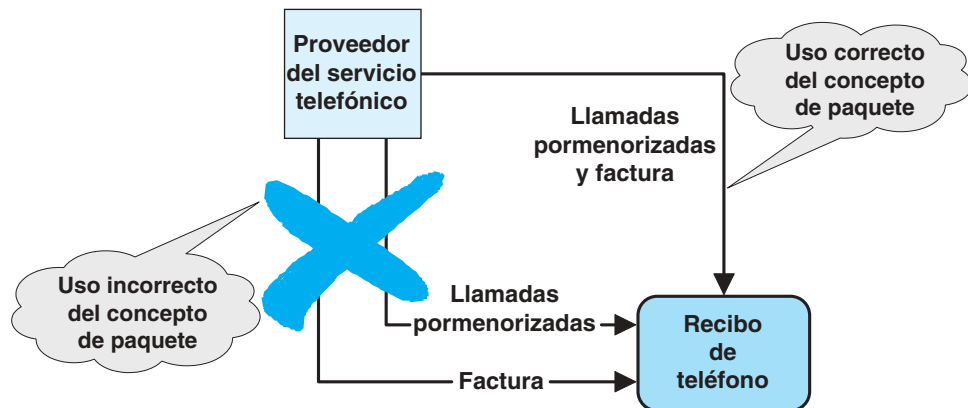 Proveedor
del servicio
telefónico
Uso correcto
del concepto
de paquete
Llamadas
pormenorizadas
y factura
Uso incorrecto
del concepto
de paquete
Llamadas
pormenorizadas
Recibo
de
teléfono
Factura